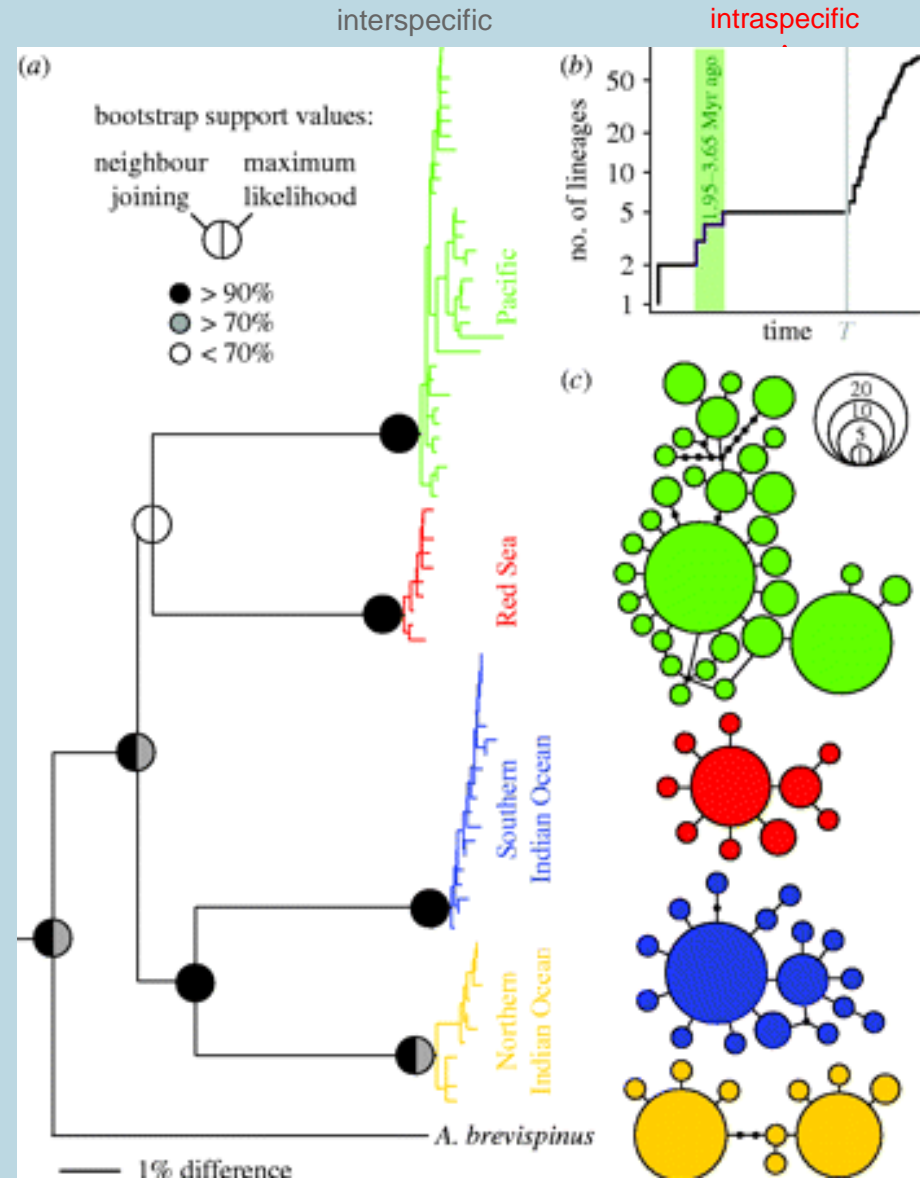 interspecific
intraspecific
(a)
bootstrap support values:
neighbour
joining
maximum
likelihood
> 90%
> 70%
< 70%
Pacific
Red Sea
Southern
Indian Ocean
Northern
Indian Ocean
A. brevispinus
1% difference
(b)
no. of lineages
50
20
10
5
2
1
1.95–3.65 Myr ago
time
T
(c)
20
10
5